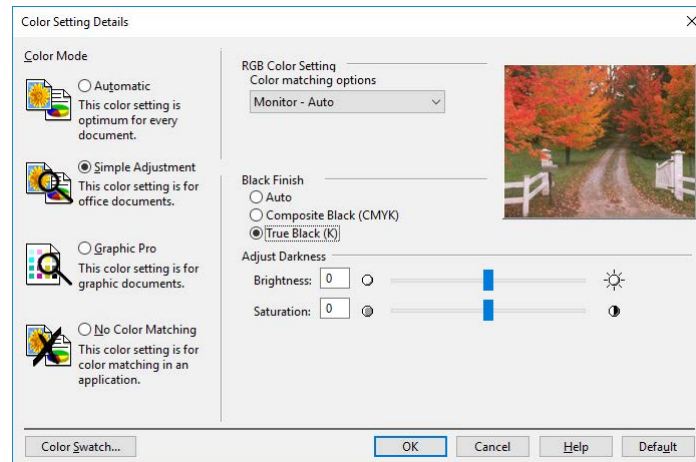 Color Setting Details
Color Mode
Automatic
This color setting is
optimum for every
document.
Simple Adjustment
This color setting is for
office documents.
Graphic Pro
This color setting is for
graphic documents.
No Color Matching
This color setting is for
color matching in an
application.
RGB Color Setting
Color matching options
Monitor - Auto
Black Finish
Auto
Composite Black (CMYK)
True Black (K)
Adjust Darkness
Brightness: 0
Saturation: 0
Color Swatch...
OK
Cancel
Help
Default